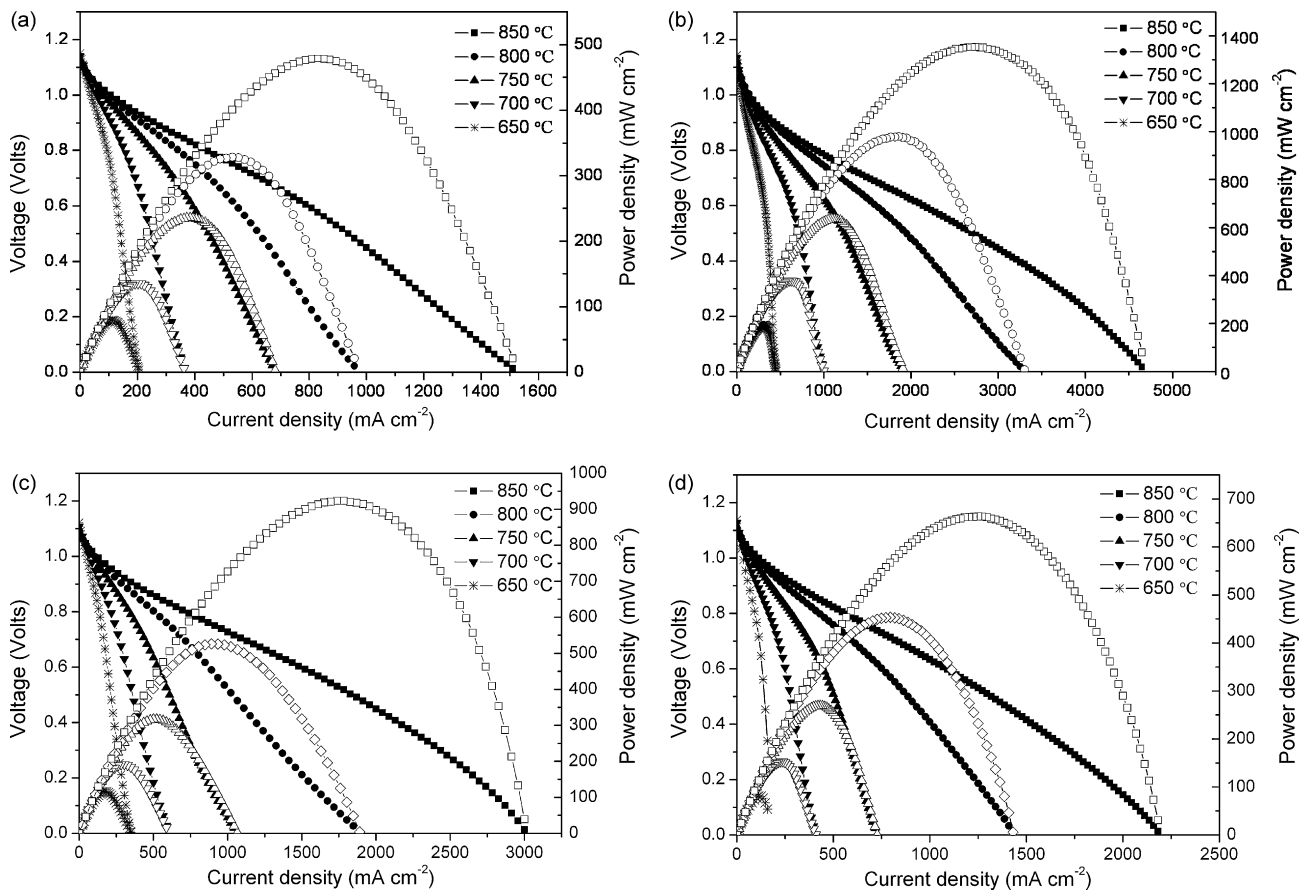 (a)
850 °C
800 °C
750 °C
700 °C
650 °C
Voltage (Volts)
1.2
1.0
0.8
0.6
0.4
0.2
0.0
Power density (mW cm-2)
500
400
300
200
100
0
0 200 400 600 800 1000 1200 1400 1600
Current density (mA cm-2)
(b)
850 °C
800 °C
750 °C
700 °C
650 °C
Voltage (Volts)
1.2
1.0
0.8
0.6
0.4
0.2
0.0
Power density (mW cm-2)
1400
1200
1000
800
600
400
200
0
0 1000 2000 3000 4000 5000
Current density (mA cm-2)
(c)
850 °C
800 °C
750 °C
700 °C
650 °C
Voltage (Volts)
1.2
1.0
0.8
0.6
0.4
0.2
0.0
Power density (mW cm-2)
1000
900
800
700
600
500
400
300
200
100
0
0 500 1000 1500 2000 2500 3000
Current density (mA cm-2)
(d)
850 °C
800 °C
750 °C
700 °C
650 °C
Voltage (Volts)
1.2
1.0
0.8
0.6
0.4
0.2
0.0
Power density (mW cm-2)
700
600
500
400
300
200
100
0
0 500 1000 1500 2000 2500
Current density (mA cm-2)